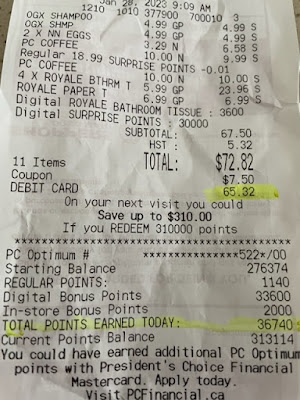 Jan 28, 2023 9:09 AM
1210 1010 377900 700010 3
OGX SHAMPOO 4.99 S 4.99 S
OGX SHMP 4.99 S 4.99 S
2 X NN EGGS 3.29 N 6.58 S
PC COFFEE 9.99 S
Regular 18.99 SURPRISE POINTS -0.01
PC COFFEE 10.00 N 10.00 S
4 X ROYALE BTHRM T 5.99 GP 23.96 S
ROYALE PAPER T 6.99 GP 6.99 S
Digital ROYALE BATHROOM TISSUE : 3600
Digital SURPRISE POINTS : 30000
SUBTOTAL: 67.50
HST : 5.32
11 Items TOTAL: $72.82
Coupon $7.50
DEBIT CARD 65.32
On your next visit you could
Save up to $310.00
If you REDEEM 310000 points
PC Optimum # ***************522*/00
Starting Balance 276374
REGULAR POINTS: 1140
Digital Bonus Points 33600
In-store Bonus Points 2000
TOTAL POINTS EARNED TODAY: 36740
Current Points Balance 313114
You could have earned additional PC Optimum
points with President's Choice Financial
Mastercard. Apply today.
Visit PCFinancial.ca